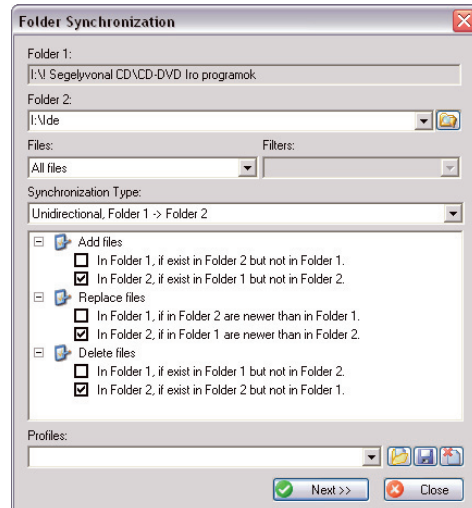 Folder Synchronization
Folder 1:
I:\! Segelyvonal CD\CD-DVD Iro programok
Folder 2:
I:\Ide
Files:
Filters:
All files
Synchronization Type:
Unidirectional, Folder 1 -> Folder 2
Add files
In Folder 1, if exist in Folder 2 but not in Folder 1.
In Folder 2, if exist in Folder 1 but not in Folder 2.
Replace files
In Folder 1, if in Folder 2 are newer than in Folder 1.
In Folder 2, if in Folder 1 are newer than in Folder 2.
Delete files
In Folder 1, if exist in Folder 1 but not in Folder 2.
In Folder 2, if exist in Folder 2 but not in Folder 1.
Profiles:
Next >>
Close